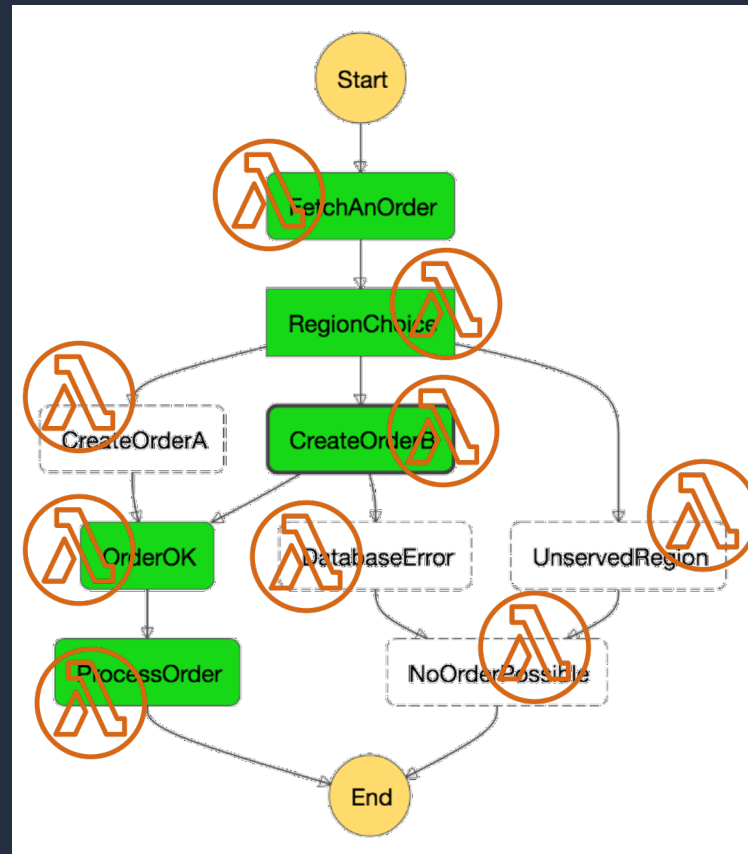 Start
FetchAnOrder
RegionChoice
CreateOrderA
CreateOrderB
OrderOK
DatabaseError
UnservedRegion
ProcessOrder
NoOrderPossible
End